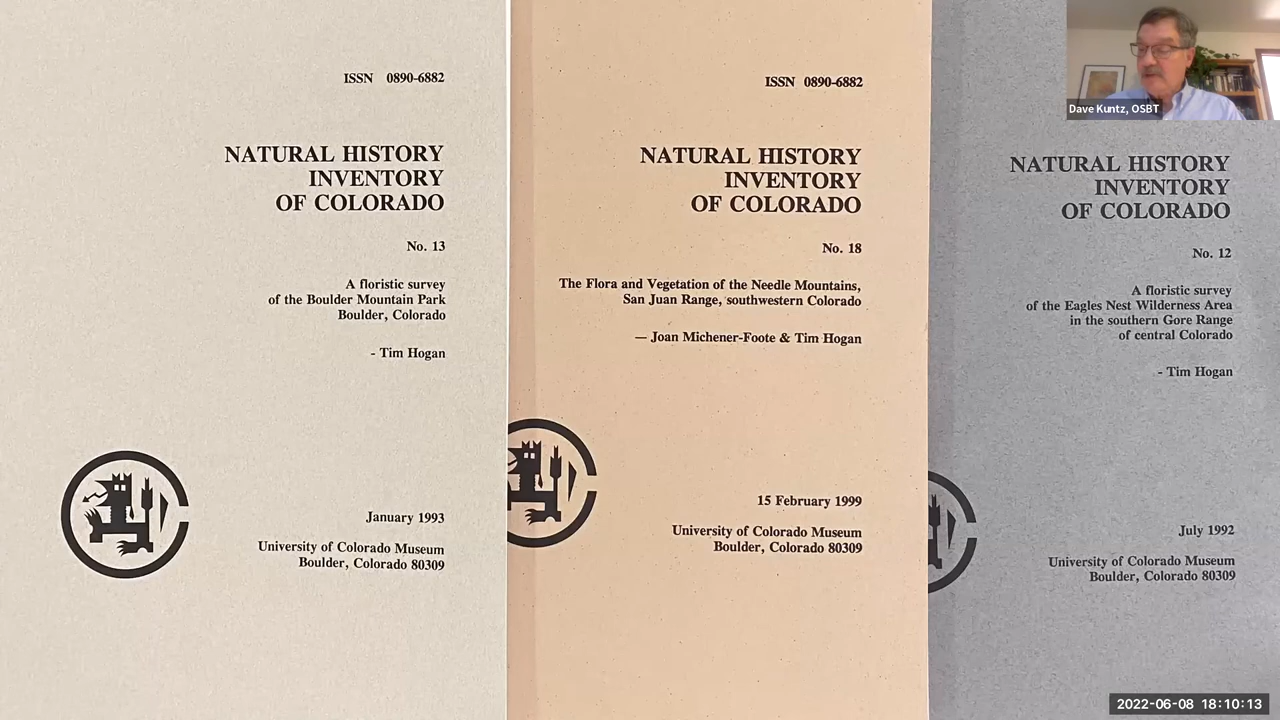 ISSN 0890-6882
NATURAL HISTORY
INVENTORY
OF COLORADO
No. 13
A floristic survey
of the Boulder Mountain Park
Boulder, Colorado
- Tim Hogan
January 1993
University of Colorado Museum
Boulder, Colorado 80309
ISSN 0890-6882
NATURAL HISTORY
INVENTORY
OF COLORADO
No. 18
The Flora and Vegetation of the Needle Mountains,
San Juan Range, southwestern Colorado
— Joan Michener-Foote & Tim Hogan
15 February 1999
University of Colorado Museum
Boulder, Colorado 80309
Dave Kuntz, OSBT
NATURAL HISTORY
INVENTORY
OF COLORADO
No. 12
A floristic survey
of the Eagles Nest Wilderness Area
in the southern Gore Range
of central Colorado
- Tim Hogan
July 1992
University of Colorado Museum
Boulder, Colorado 80309
2022-06-08 18:10:13